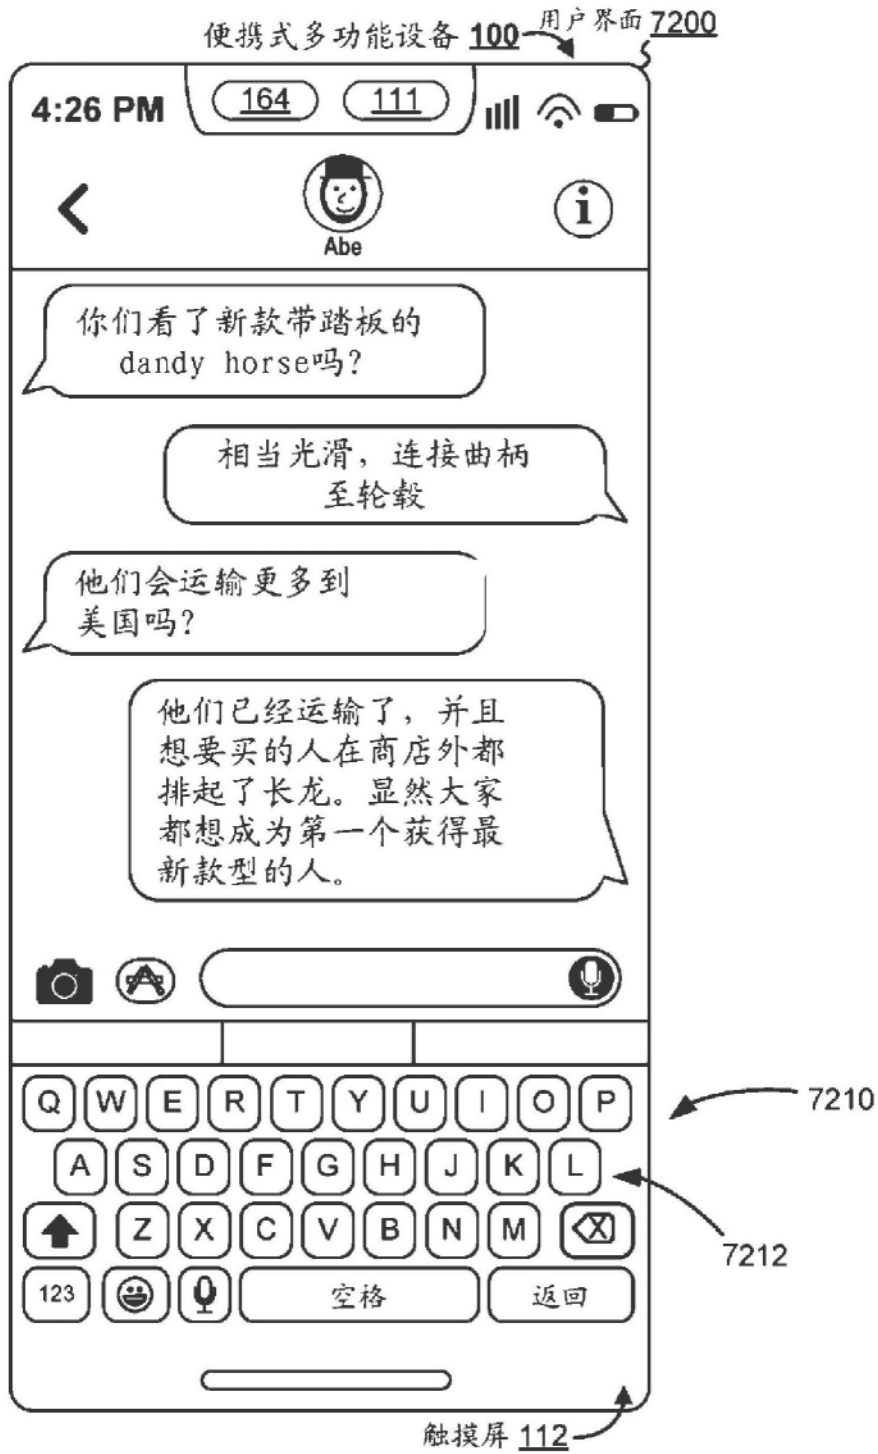 便携式多功能设备 100
用户界面 7200
4:26 PM
164
111
i
Abe
你们看了新款带踏板的
dandy horse吗?
相当光滑, 连接曲柄
至轮毂
他们会运输更多到
美国吗?
他们已经运输了, 并且
想要买的人在商店外都
排起了长龙。显然大家
都想成为第一个获得最
新款型的人。
Q W E R T Y U I O P
7210
A S D F G H J K L
Z X C V B N M X
7212
123 空格 返回
触摸屏 112